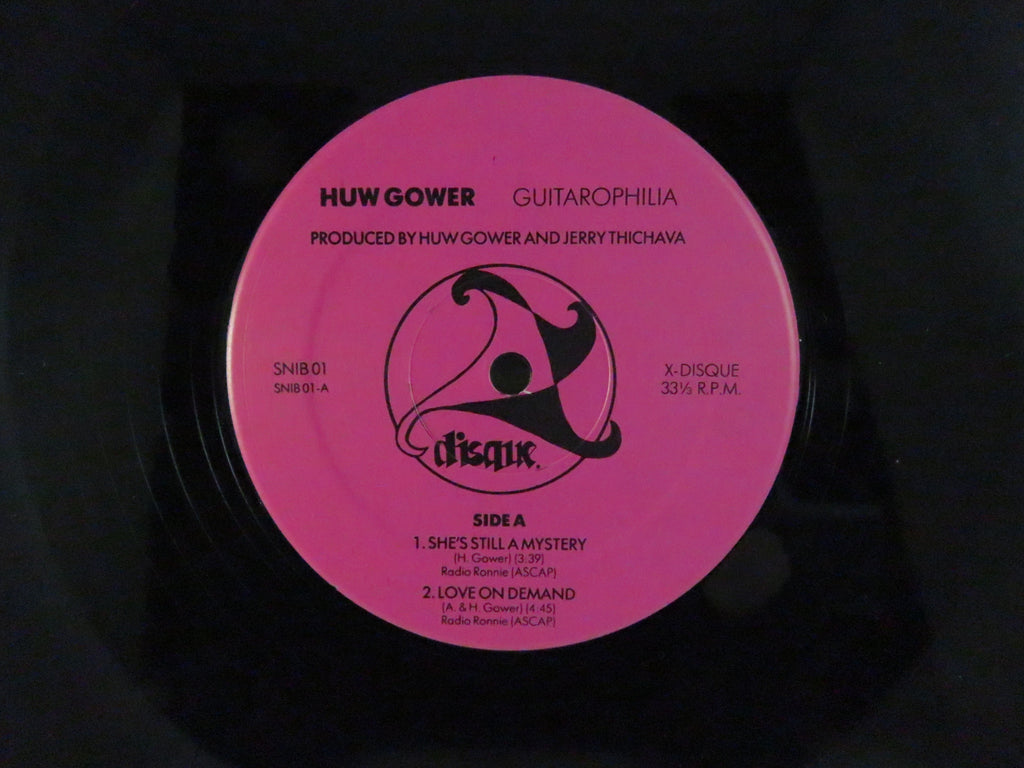 HUW GOWER GUITAROPHILIA
PRODUCED BY HUW GOWER AND JERRY THICHAVA
SNIB 01
SNIB 01-A
X-DISQUE
33⅓ R.P.M.
disque.
SIDE A
1. SHE'S STILL A MYSTERY
(H. Gower) (3:39)
Radio Ronnie (ASCAP)
2. LOVE ON DEMAND
(A. & H. Gower) (4:45)
Radio Ronnie (ASCAP)